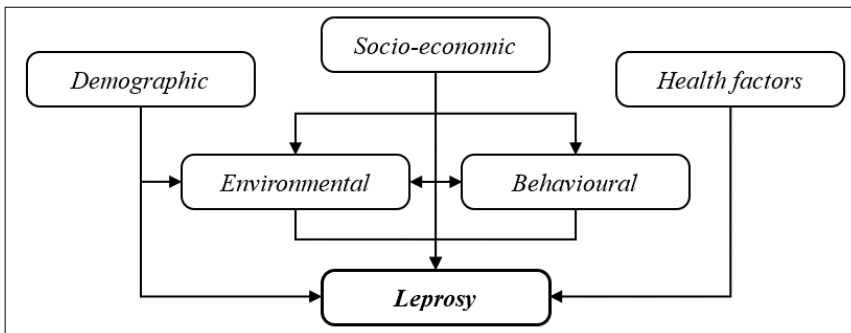 Socio-economic
Demographic
Health factors
Environmental
Behavioural
Leprosy